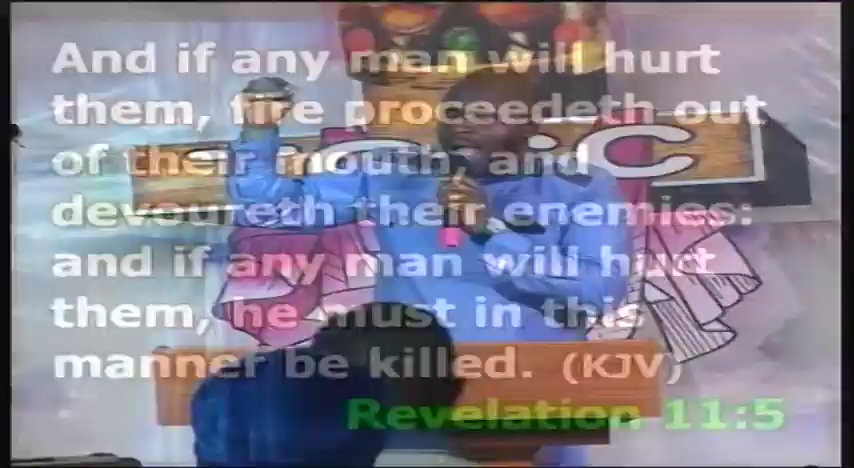 And if any man will hurt
them, fire proceedeth out
of their mouth, and
devoureth their enemies:
and if any man will hurt
them, he must in this
manner be killed. (KJV)
Revelation 11:5